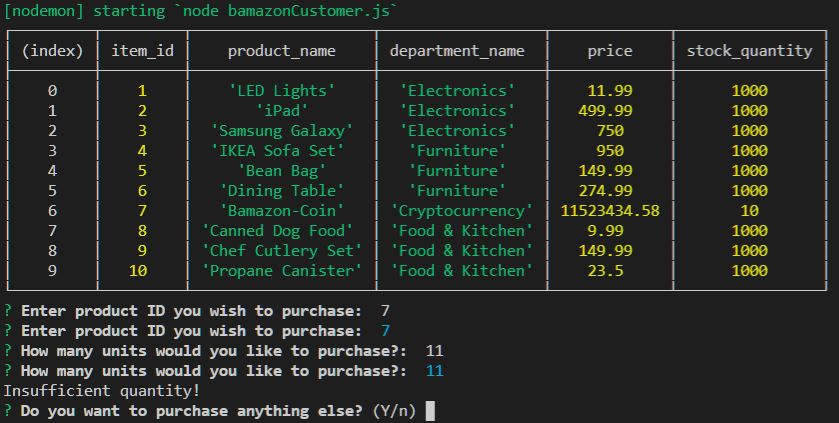 [nodemon] starting `node bamazonCustomer.js`
(index) item_id product_name department_name price stock_quantity
0 1 'LED Lights' 'Electronics' 11.99 1000
1 2 'iPad' 'Electronics' 499.99 1000
2 3 'Samsung Galaxy' 'Electronics' 750 1000
3 4 'IKEA Sofa Set' 'Furniture' 950 1000
4 5 'Bean Bag' 'Furniture' 149.99 1000
5 6 'Dining Table' 'Furniture' 274.99 1000
6 7 'Bamazon-Coin' 'Cryptocurrency' 11523434.58 10
7 8 'Canned Dog Food' 'Food & Kitchen' 9.99 1000
8 9 'Chef Cutlery Set' 'Food & Kitchen' 149.99 1000
9 10 'Propane Canister' 'Food & Kitchen' 23.5 1000
? Enter product ID you wish to purchase: 7
? Enter product ID you wish to purchase: 7
? How many units would you like to purchase?: 11
? How many units would you like to purchase?: 11
Insufficient quantity!
? Do you want to purchase anything else? (Y/n)